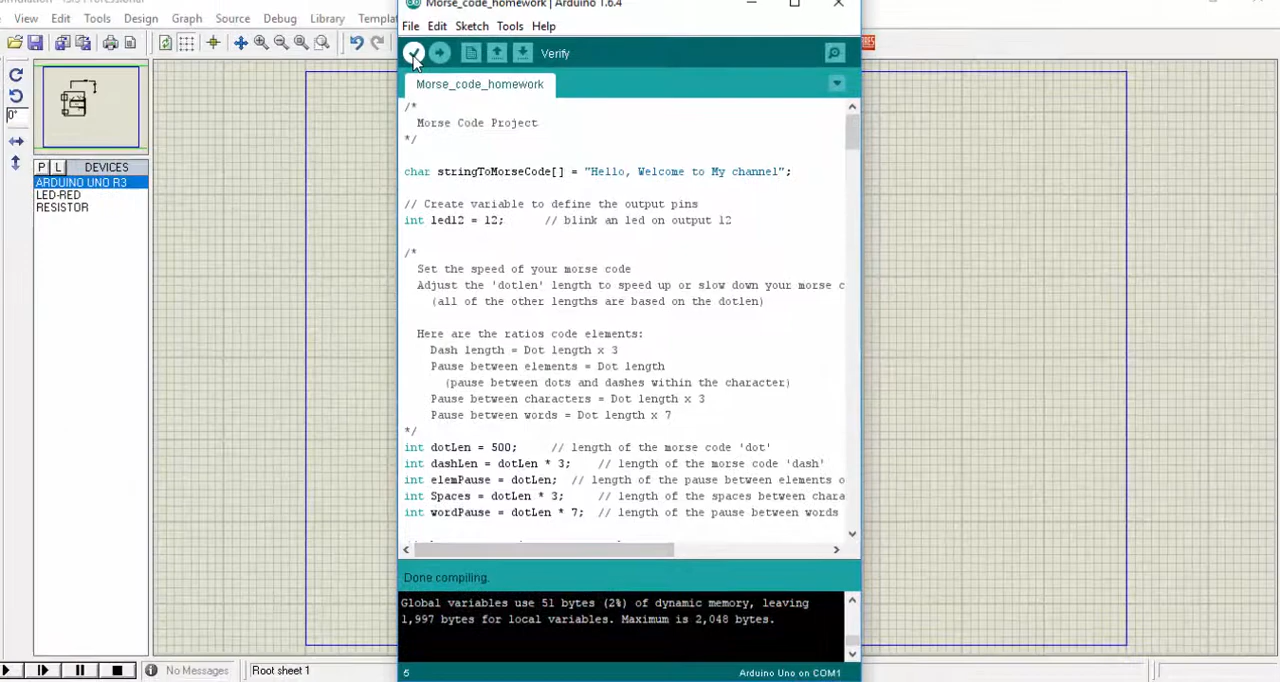 Morse_code_homework | Arduino 1.6.4
View Edit Tools Design Graph Source Debug Library
File Edit Sketch Tools Help
Verify
0°
Morse_code_homework
/*
Morse Code Project
*/
char stringToMorseCode[] = "Hello, Welcome to My channel";
// Create variable to define the output pins
int led12 = 12; // blink an led on output 12
/*
Set the speed of your morse code
Adjust the 'dotlen' length to speed up or slow down your morse c
(all of the other lengths are based on the dotlen)
Here are the ratios code elements:
Dash length = Dot length x 3
Pause between elements = Dot length
(pause between dots and dashes within the character)
Pause between characters = Dot length x 3
Pause between words = Dot length x 7
*/
int dotLen = 500; // length of the morse code 'dot'
int dashLen = dotLen * 3; // length of the morse code 'dash'
int elemPause = dotLen; // length of the pause between elements o
int Spaces = dotLen * 3; // length of the spaces between chara
int wordPause = dotLen * 7; // length of the pause between words
P L DEVICES
ARDUINO UNO R3
LED-RED
RESISTOR
Done compiling.
Global variables use 51 bytes (2%) of dynamic memory, leaving
1,997 bytes for local variables. Maximum is 2,048 bytes.
5 Arduino Uno on COM1
No Messages Root sheet 1